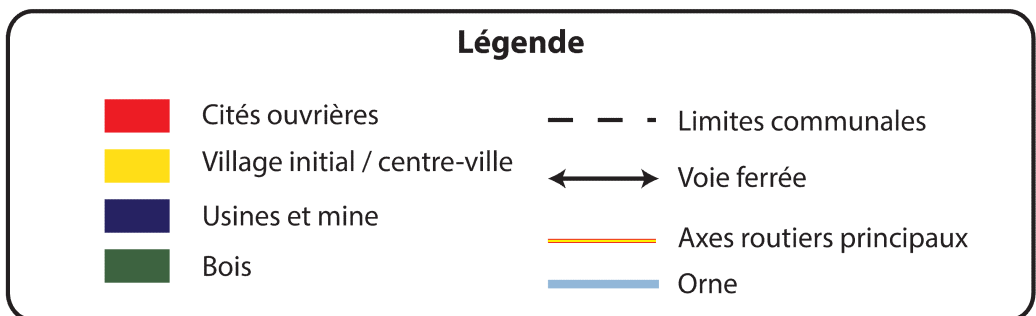 Légende
Cités ouvrières
Village initial / centre-ville
Usines et mine
Bois
Limites communales
Voie ferrée
Axes routiers principaux
Orne